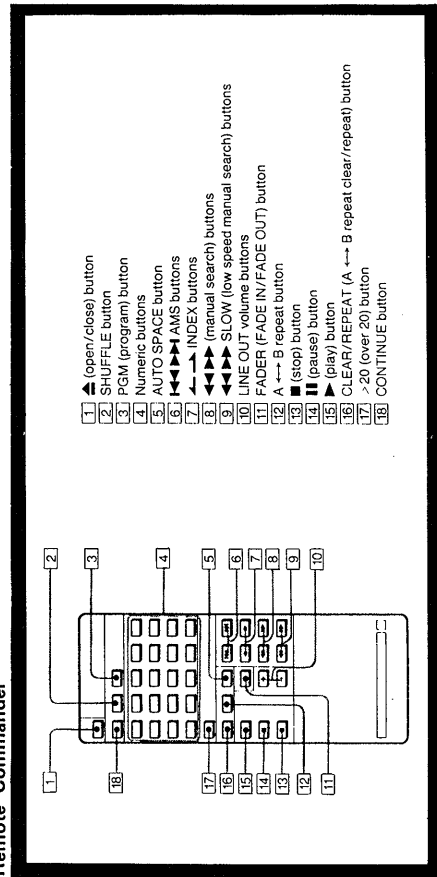 Remote Commander
1 ⏏ (open/close) button
2 SHUFFLE button
3 PGM (program) button
4 Numeric buttons
5 AUTO SPACE button
6 |◀◀ ▶▶| AMS buttons
7 ↼ ⇀ INDEX buttons
8 ◀◀ ▶▶ (manual search) buttons
9 ◀◀ ▶▶ SLOW (low speed manual search) buttons
10 LINE OUT volume buttons
11 FADER (FADE IN/FADE OUT) button
12 A ↔ B repeat button
13 ■ (stop) button
14 ❚❚ (pause) button
15 ▶ (play) button
16 CLEAR/REPEAT (A ↔ B repeat clear/repeat) button
17 >20 (over 20) button
18 CONTINUE button
1
2
3
4
5
6
7
8
9
10
11
12
13
14
15
16
17
18